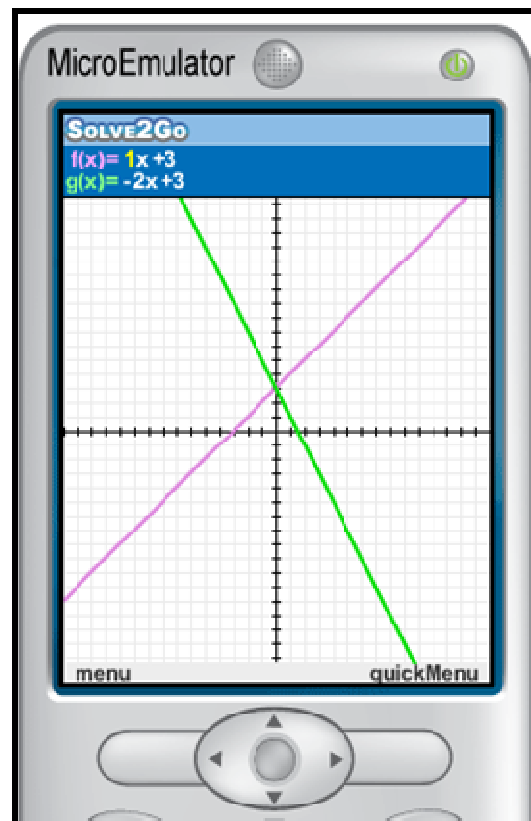 MicroEmulator
SOLVE2GO
f(x)= 1x +3
g(x)= -2x +3
menu quickMenu